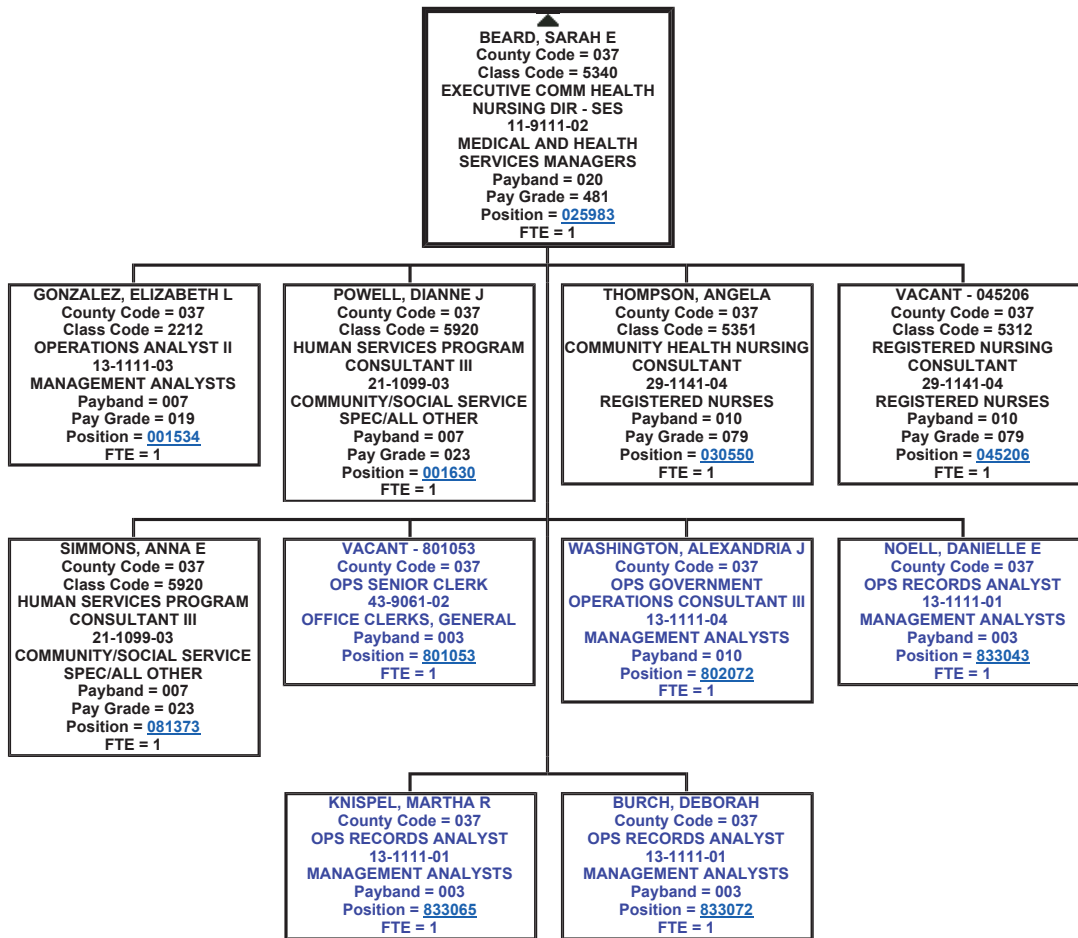 BEARD, SARAH E
County Code = 037
Class Code = 5340
EXECUTIVE COMM HEALTH
NURSING DIR - SES
11-9111-02
MEDICAL AND HEALTH
SERVICES MANAGERS
Payband = 020
Pay Grade = 481
Position = 025983
FTE = 1
GONZALEZ, ELIZABETH L
County Code = 037
Class Code = 2212
OPERATIONS ANALYST II
13-1111-03
MANAGEMENT ANALYSTS
Payband = 007
Pay Grade = 019
Position = 001534
FTE = 1
POWELL, DIANNE J
County Code = 037
Class Code = 5920
HUMAN SERVICES PROGRAM
CONSULTANT III
21-1099-03
COMMUNITY/SOCIAL SERVICE
SPEC/ALL OTHER
Payband = 007
Pay Grade = 023
Position = 001630
FTE = 1
THOMPSON, ANGELA
County Code = 037
Class Code = 5351
COMMUNITY HEALTH NURSING
CONSULTANT
29-1141-04
REGISTERED NURSES
Payband = 010
Pay Grade = 079
Position = 030550
FTE = 1
VACANT - 045206
County Code = 037
Class Code = 5312
REGISTERED NURSING
CONSULTANT
29-1141-04
REGISTERED NURSES
Payband = 010
Pay Grade = 079
Position = 045206
FTE = 1
SIMMONS, ANNA E
County Code = 037
Class Code = 5920
HUMAN SERVICES PROGRAM
CONSULTANT III
21-1099-03
COMMUNITY/SOCIAL SERVICE
SPEC/ALL OTHER
Payband = 007
Pay Grade = 023
Position = 081373
FTE = 1
VACANT - 801053
County Code = 037
OPS SENIOR CLERK
43-9061-02
OFFICE CLERKS, GENERAL
Payband = 003
Position = 801053
FTE = 1
WASHINGTON, ALEXANDRIA J
County Code = 037
OPS GOVERNMENT
OPERATIONS CONSULTANT III
13-1111-04
MANAGEMENT ANALYSTS
Payband = 010
Position = 802072
FTE = 1
NOELL, DANIELLE E
County Code = 037
OPS RECORDS ANALYST
13-1111-01
MANAGEMENT ANALYSTS
Payband = 003
Position = 833043
FTE = 1
KNISPEL, MARTHA R
County Code = 037
OPS RECORDS ANALYST
13-1111-01
MANAGEMENT ANALYSTS
Payband = 003
Position = 833065
FTE = 1
BURCH, DEBORAH
County Code = 037
OPS RECORDS ANALYST
13-1111-01
MANAGEMENT ANALYSTS
Payband = 003
Position = 833072
FTE = 1